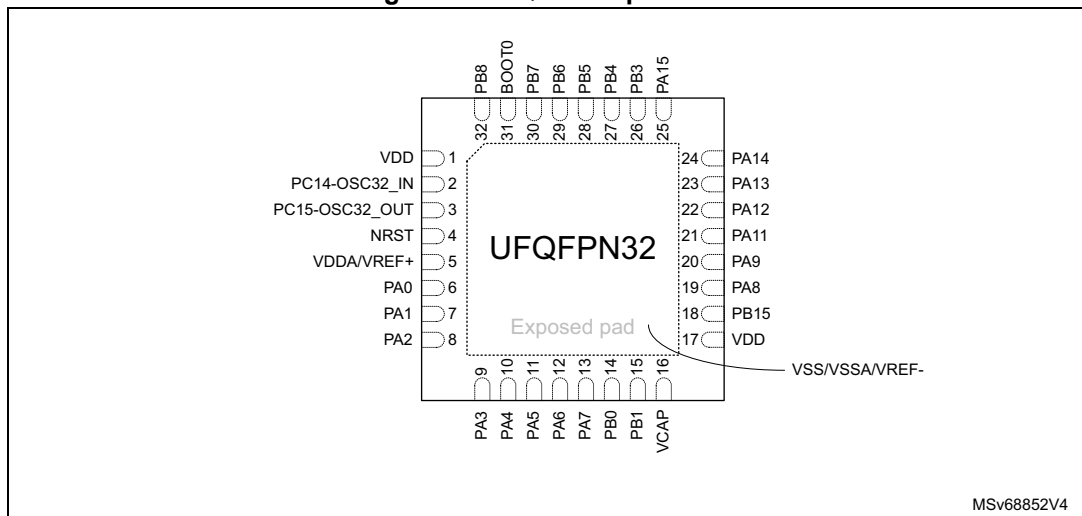 PB8
BOOT0
PB7
PB6
PB5
PB4
PB3
PA15
32
31
30
29
28
27
26
25
VDD 1
PC14-OSC32_IN 2
PC15-OSC32_OUT 3
NRST 4
VDDA/VREF+ 5
PA0 6
PA1 7
PA2 8
UFQFPN32
Exposed pad
24 PA14
23 PA13
22 PA12
21 PA11
20 PA9
19 PA8
18 PB15
17 VDD
VSS/VSSA/VREF-
9
10
11
12
13
14
15
16
PA3
PA4
PA5
PA6
PA7
PB0
PB1
VCAP
MSv68852V4